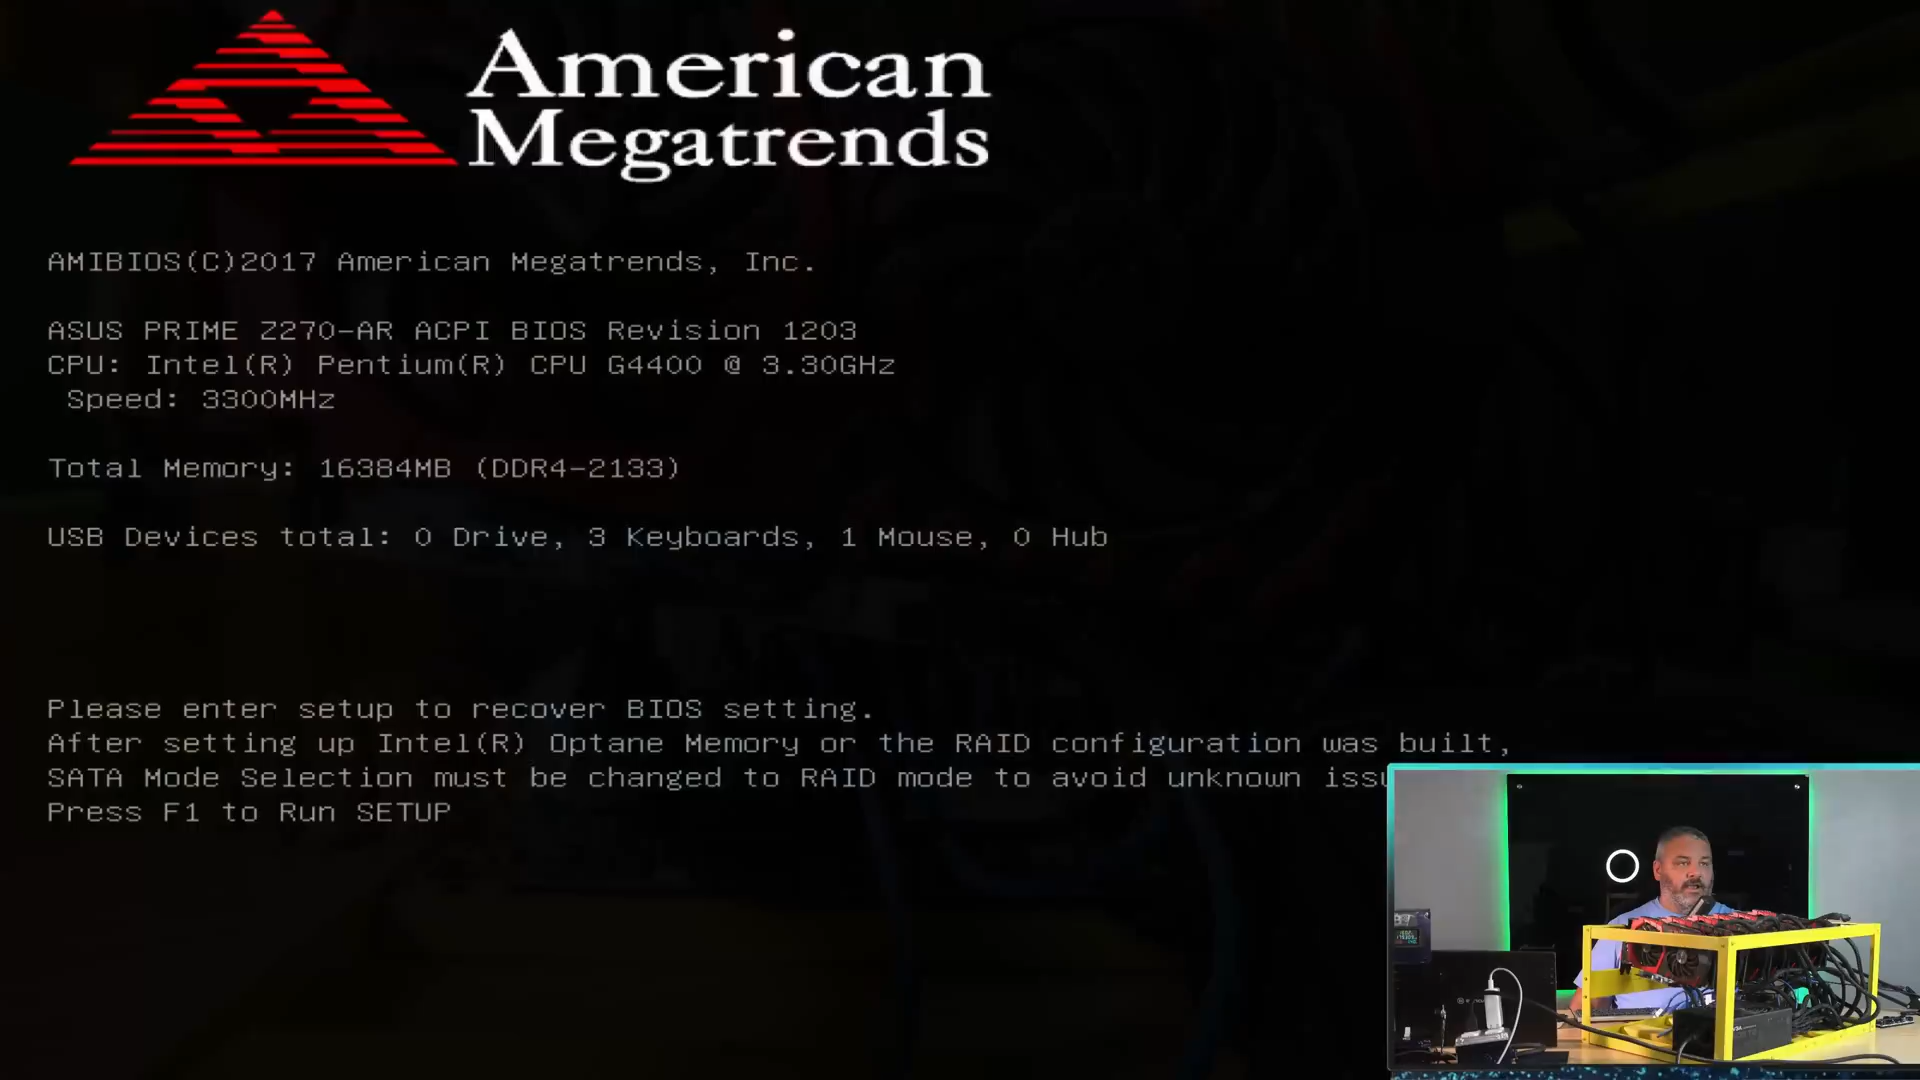 American
Megatrends
AMIBIOS(C)2017 American Megatrends, Inc.
ASUS PRIME Z270-AR ACPI BIOS Revision 1203
CPU: Intel(R) Pentium(R) CPU G4400 @ 3.30GHz
Speed: 3300MHz
Total Memory: 16384MB (DDR4-2133)
USB Devices total: 0 Drive, 3 Keyboards, 1 Mouse, 0 Hub
Please enter setup to recover BIOS setting.
After setting up Intel(R) Optane Memory or the RAID configuration was built,
SATA Mode Selection must be changed to RAID mode to avoid unknown issu
Press F1 to Run SETUP